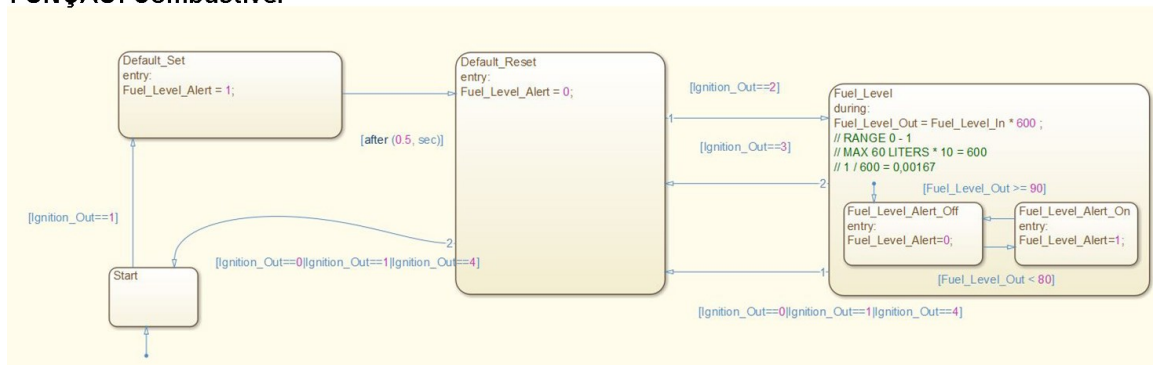 FUNÇÃO: Combustível
Default_Set
entry:
Fuel_Level_Alert = 1;
Default_Reset
entry:
Fuel_Level_Alert = 0;
[after (0.5, sec)]
[Ignition_Out==1]
Start
2
[Ignition_Out==0|Ignition_Out==1|Ignition_Out==4]
[Ignition_Out==2]
1
[Ignition_Out==3]
2
1
[Ignition_Out==0|Ignition_Out==1|Ignition_Out==4]
Fuel_Level
during:
Fuel_Level_Out = Fuel_Level_In * 600 ;
// RANGE 0 - 1
// MAX 60 LITERS * 10 = 600
// 1 / 600 = 0,00167
[Fuel_Level_Out >= 90]
Fuel_Level_Alert_Off
entry:
Fuel_Level_Alert=0;
Fuel_Level_Alert_On
entry:
Fuel_Level_Alert=1;
[Fuel_Level_Out < 80]